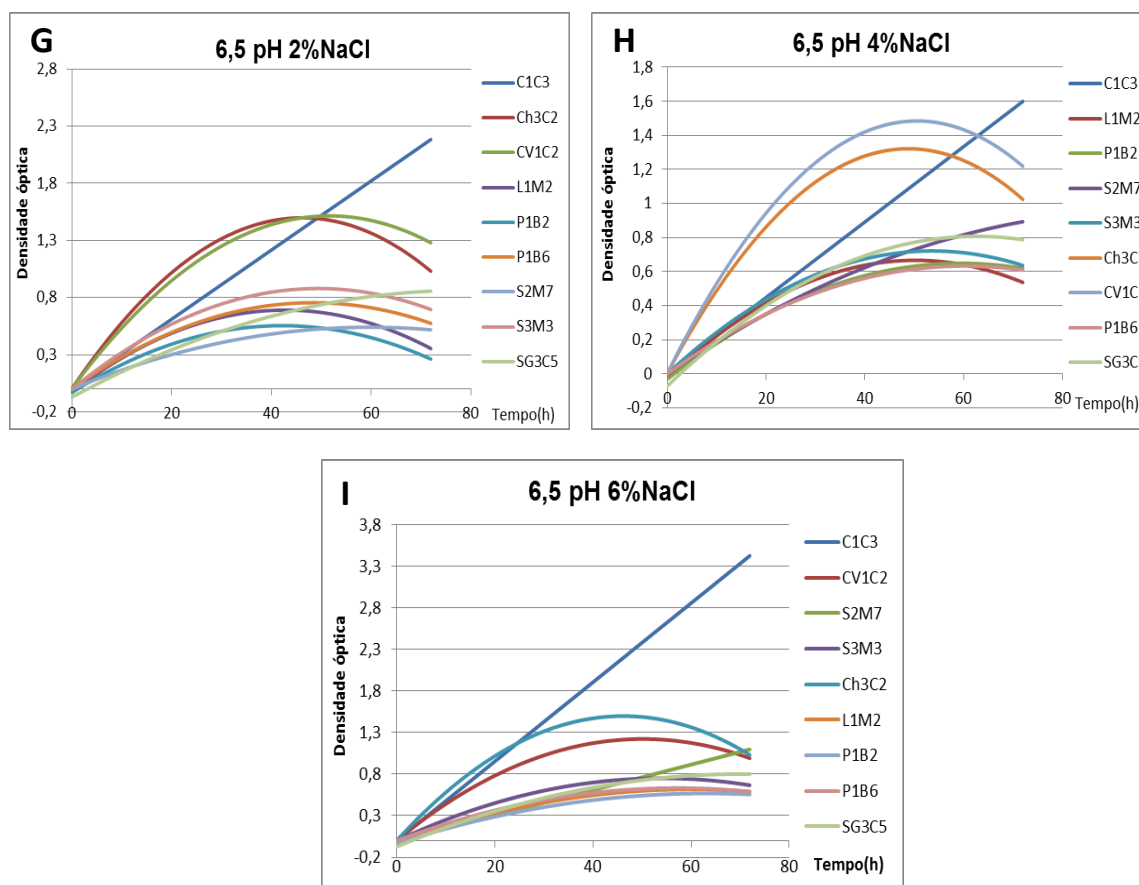 G
6,5 pH 2%NaCl
Densidade óptica
2,8
2,3
1,8
1,3
0,8
0,3
-0,2
0
20
40
60
80
Tempo(h)
C1C3
Ch3C2
CV1C2
L1M2
P1B2
P1B6
S2M7
S3M3
SG3C5
H
6,5 pH 4%NaCl
Densidade óptica
1,8
1,6
1,4
1,2
1
0,8
0,6
0,4
0,2
0
-0,2
0
20
40
60
80
Tempo(h)
C1C3
L1M2
P1B2
S2M7
S3M3
Ch3C
CV1C
P1B6
SG3C
I
6,5 pH 6%NaCl
Densidade óptica
3,8
3,3
2,8
2,3
1,8
1,3
0,8
0,3
-0,2
0
20
40
60
80
Tempo(h)
C1C3
CV1C2
S2M7
S3M3
Ch3C2
L1M2
P1B2
P1B6
SG3C5